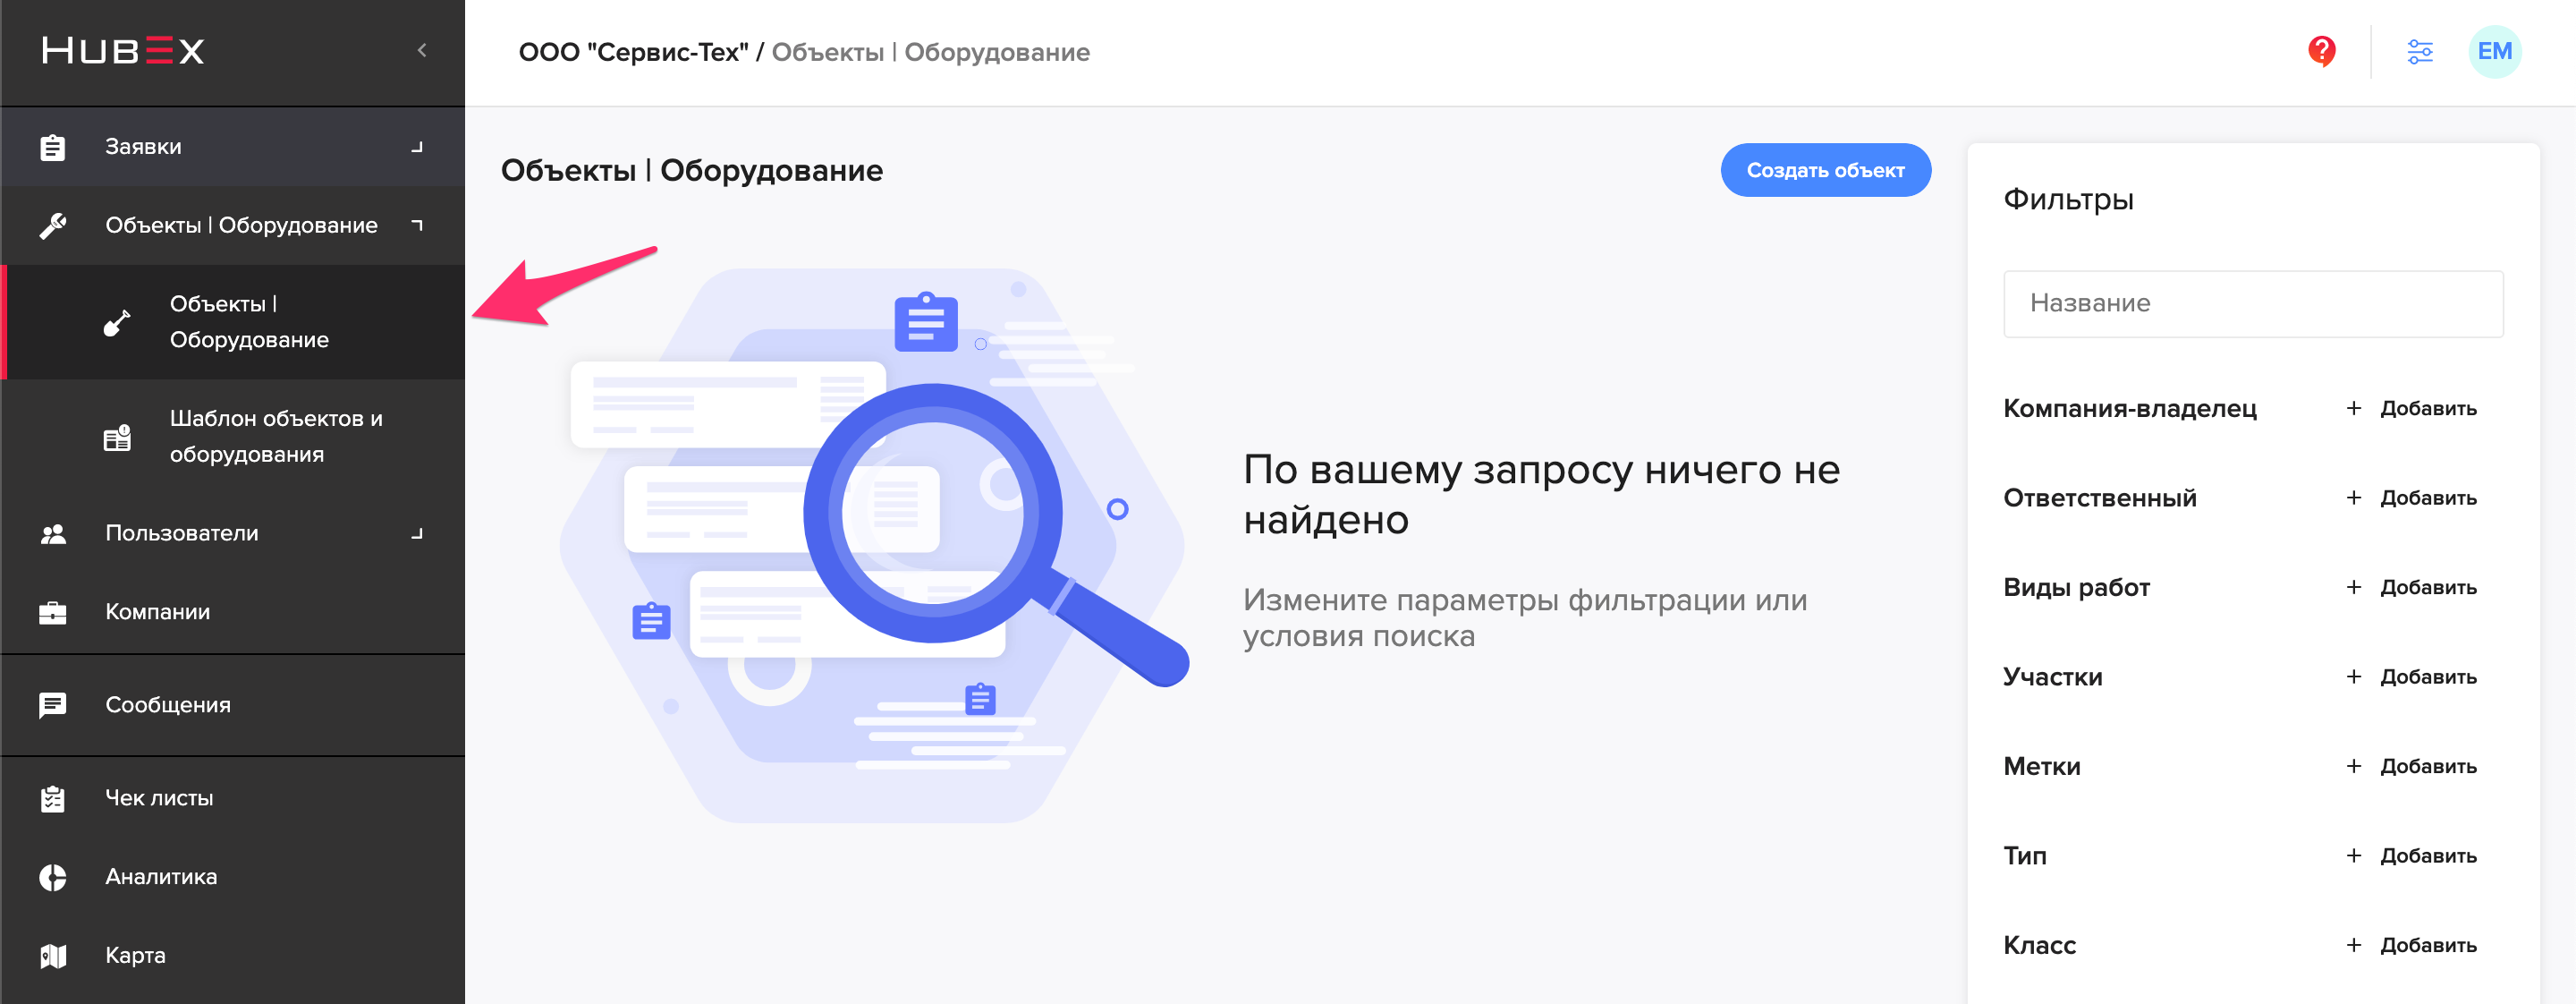 HUBEX
ООО "Сервис-Тех" / Объекты | Оборудование
EM
Заявки
Объекты | Оборудование
Объекты |
Оборудование
Шаблон объектов и
оборудования
Пользователи
Компании
Сообщения
Чек листы
Аналитика
Карта
Объекты | Оборудование
Создать объект
По вашему запросу ничего не
найдено
Измените параметры фильтрации или
условия поиска
Фильтры
Название
Компания-владелец + Добавить
Ответственный + Добавить
Виды работ + Добавить
Участки + Добавить
Метки + Добавить
Тип + Добавить
Класс + Добавить